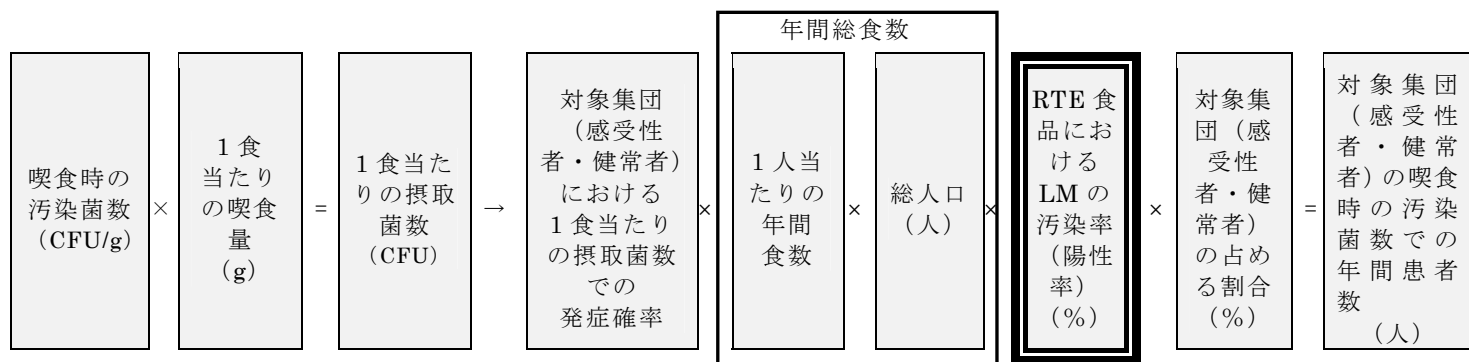 年間総食数
喫食時の
汚染菌数
（CFU/g）
×
1 食
当たり
の喫食
量
（g）
=
1 食当た
りの摂取
菌数
（CFU）
→
対象集団
（感受性
者・健常者）
における
1 食当たり
の摂取菌数
での
発症確率
×
1 人当
たりの
年間
食数
×
総人口
（人）
×
RTE 食
品にお
ける
LM の
汚染率
（陽性
率）
（%）
×
対象集
団（感
受性
者・健
常者）
の占め
る割合
（%）
=
対象集団
（感受性
者・健常
者）の喫食
時の汚染
菌数での
年間患者
数
（人）